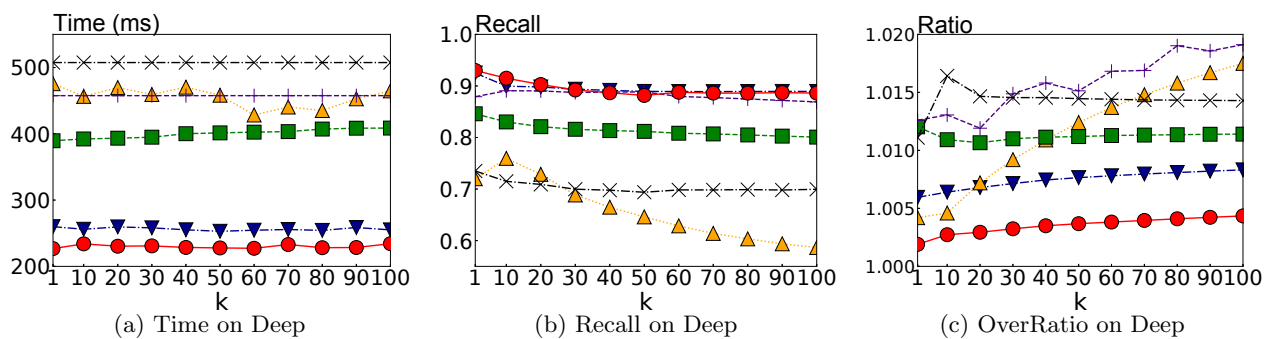 Time (ms)
500
400
300
200
1 10 20 30 40 50 60 70 80 90 100
k
(a) Time on Deep
Recall
1.0
0.9
0.8
0.7
0.6
1 10 20 30 40 50 60 70 80 90 100
k
(b) Recall on Deep
Ratio
1.020
1.015
1.010
1.005
1.000
1 10 20 30 40 50 60 70 80 90 100
k
(c) OverRatio on Deep